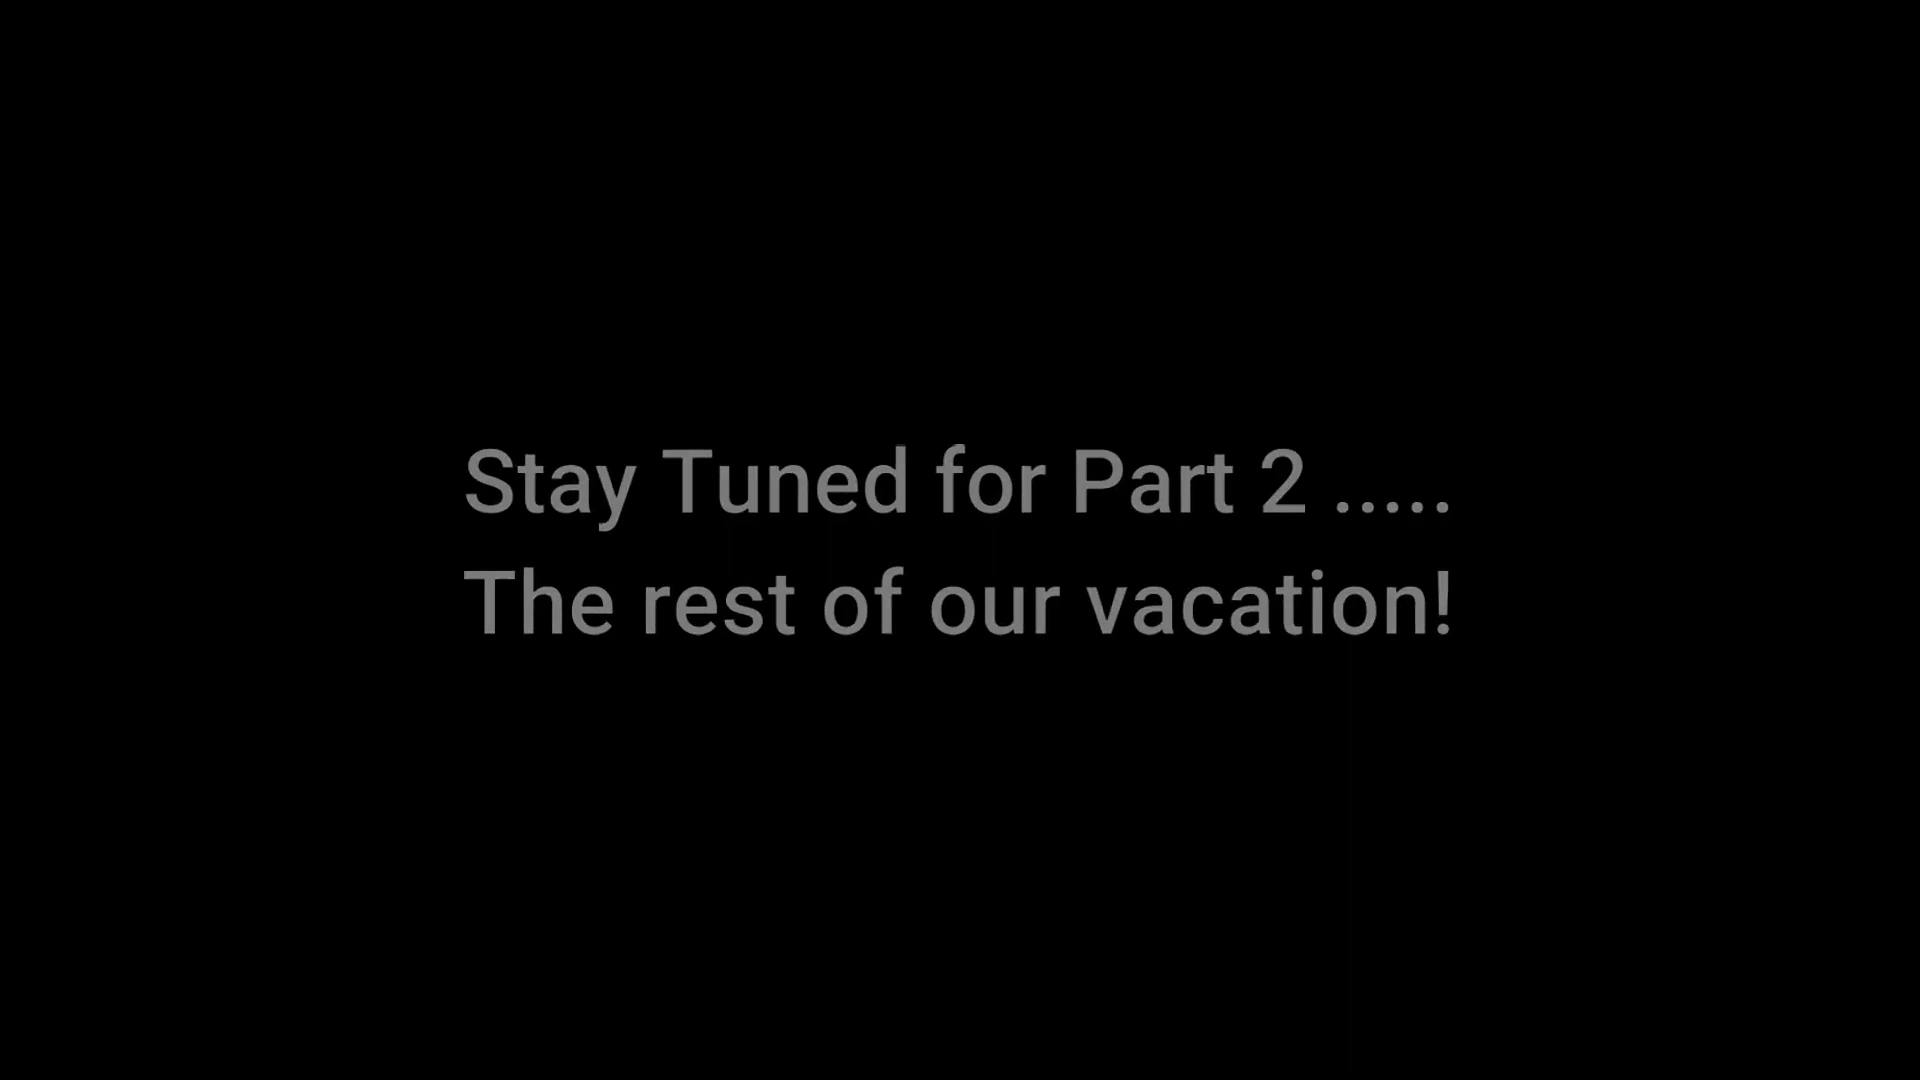 Stay Tuned for Part 2 .....
The rest of our vacation!